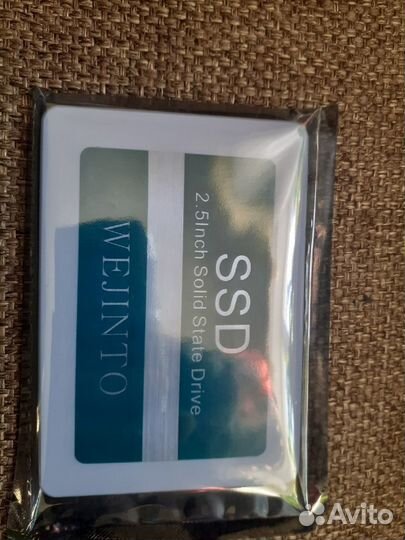 SSD
2.5Inch Solid State Drive
WEJINTO
Avito